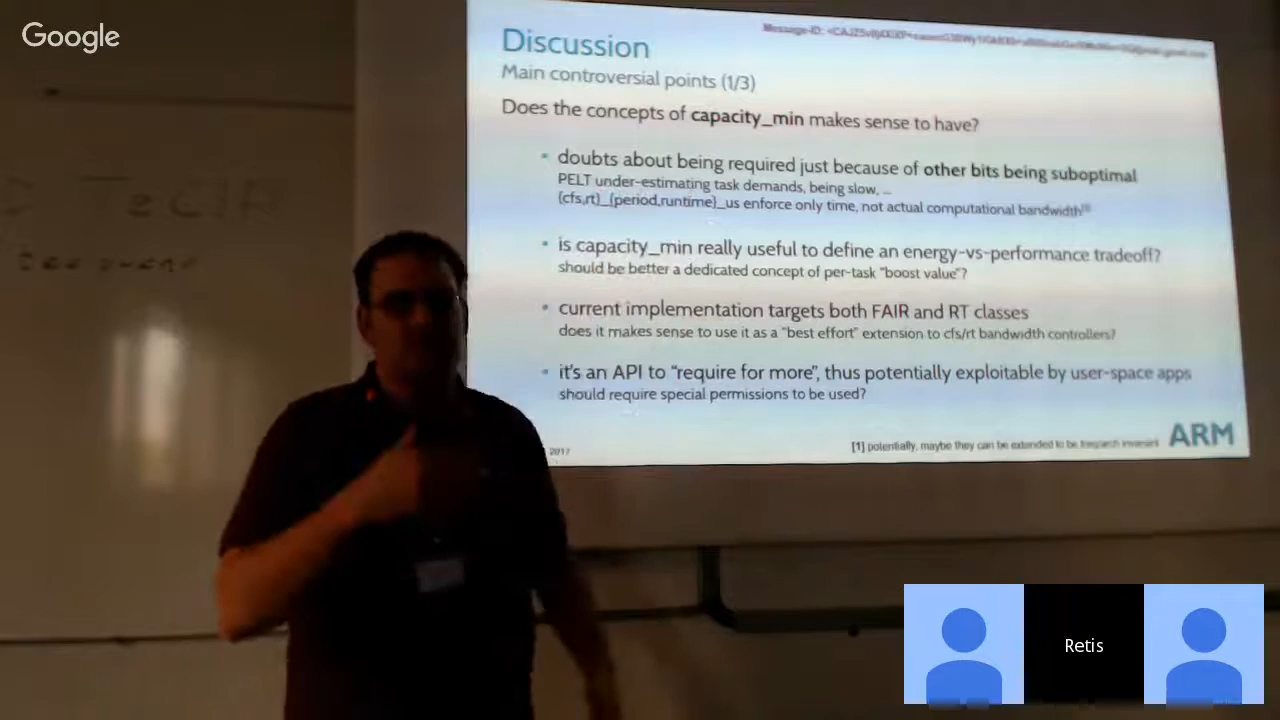 Google
Message-ID:
Discussion
Main controversial points (1/3)
Does the concepts of capacity_min makes sense to have?
doubts about being required just because of other bits being suboptimal
PELT under-estimating task demands, being slow, ...
{cfs,rt}_{period,runtime}_us enforce only time, not actual computational bandwidth[1]
is capacity_min really useful to define an energy-vs-performance tradeoff?
should be better a dedicated concept of per-task "boost value"?
current implementation targets both FAIR and RT classes
does it makes sense to use it as a "best effort" extension to cfs/rt bandwidth controllers?
it's an API to "require for more", thus potentially exploitable by user-space apps
should require special permissions to be used?
2017
[1] potentially, maybe they can be extended to be invariant
ARM
Retis